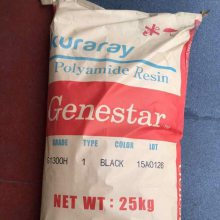 kuraray
Polyamide Resin
Genestar
GRADE TYPE COLOR LOT
G1300H 1 BLACK 15A0126
NET WT : 25kg